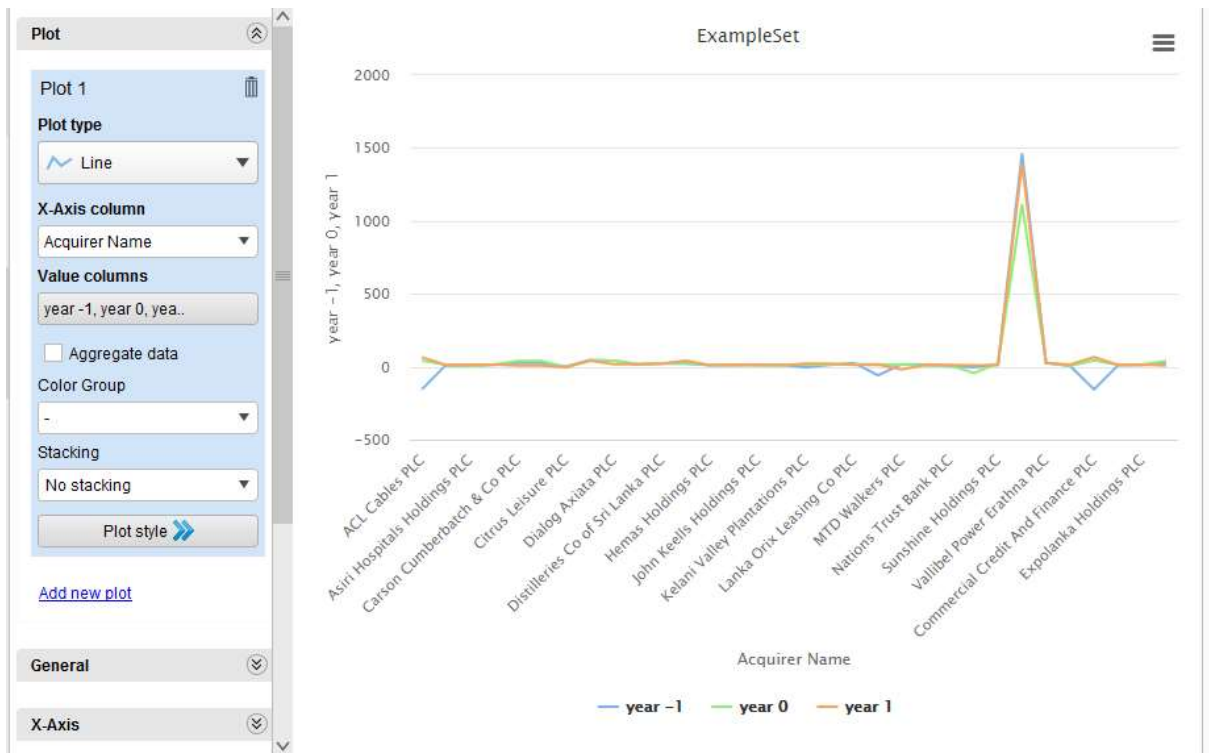 Plot
Plot 1
Plot type
Line
X-Axis column
Acquirer Name
Value columns
year -1, year 0, yea..
Aggregate data
Color Group
-
Stacking
No stacking
Plot style
Add new plot
General
X-Axis
ExampleSet
2000
1500
1000
500
0
-500
year -1, year 0, year 1
ACL Cables PLC
Asiri Hospitals Holdings PLC
Carson Cumberbatch & Co PLC
Citrus Leisure PLC
Dialog Axiata PLC
Distilleries Co of Sri Lanka PLC
Hemas Holdings PLC
John Keells Holdings PLC
Kelani Valley Plantations PLC
Lanka Orix Leasing Co PLC
MTD Walkers PLC
Nations Trust Bank PLC
Sunshine Holdings PLC
Vallibel Power Erathna PLC
Commercial Credit And Finance PLC
Expolanka Holdings PLC
Acquirer Name
year -1 year 0 year 1